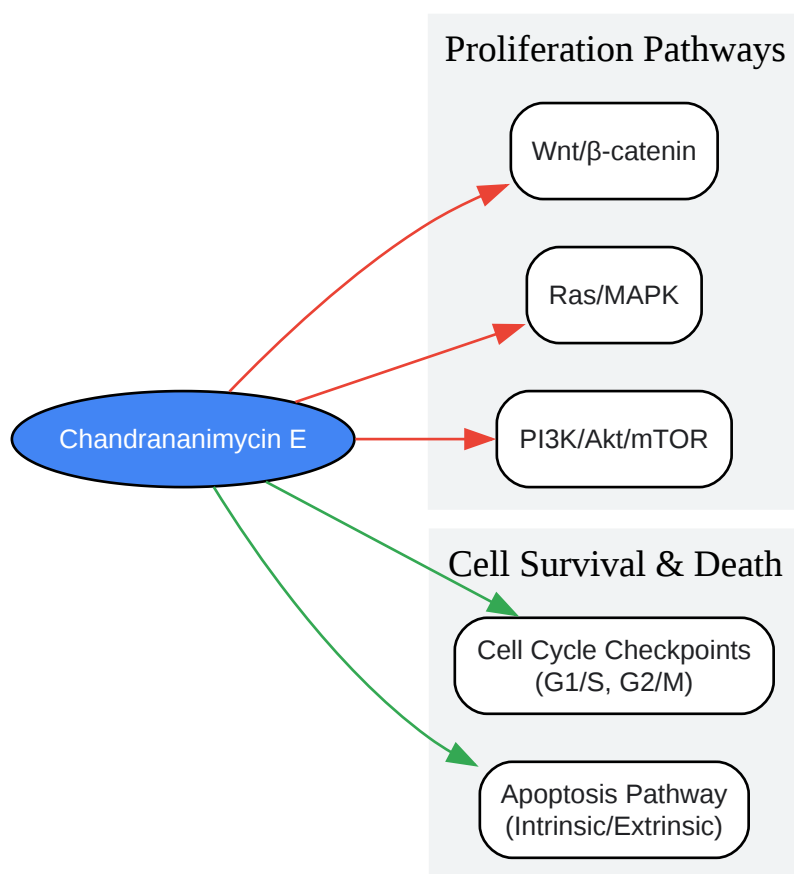 Proliferation Pathways
Wnt/β-catenin
Ras/MAPK
Chandrananimycin E
PI3K/Akt/mTOR
Cell Survival & Death
Cell Cycle Checkpoints
(G1/S, G2/M)
Apoptosis Pathway
(Intrinsic/Extrinsic)